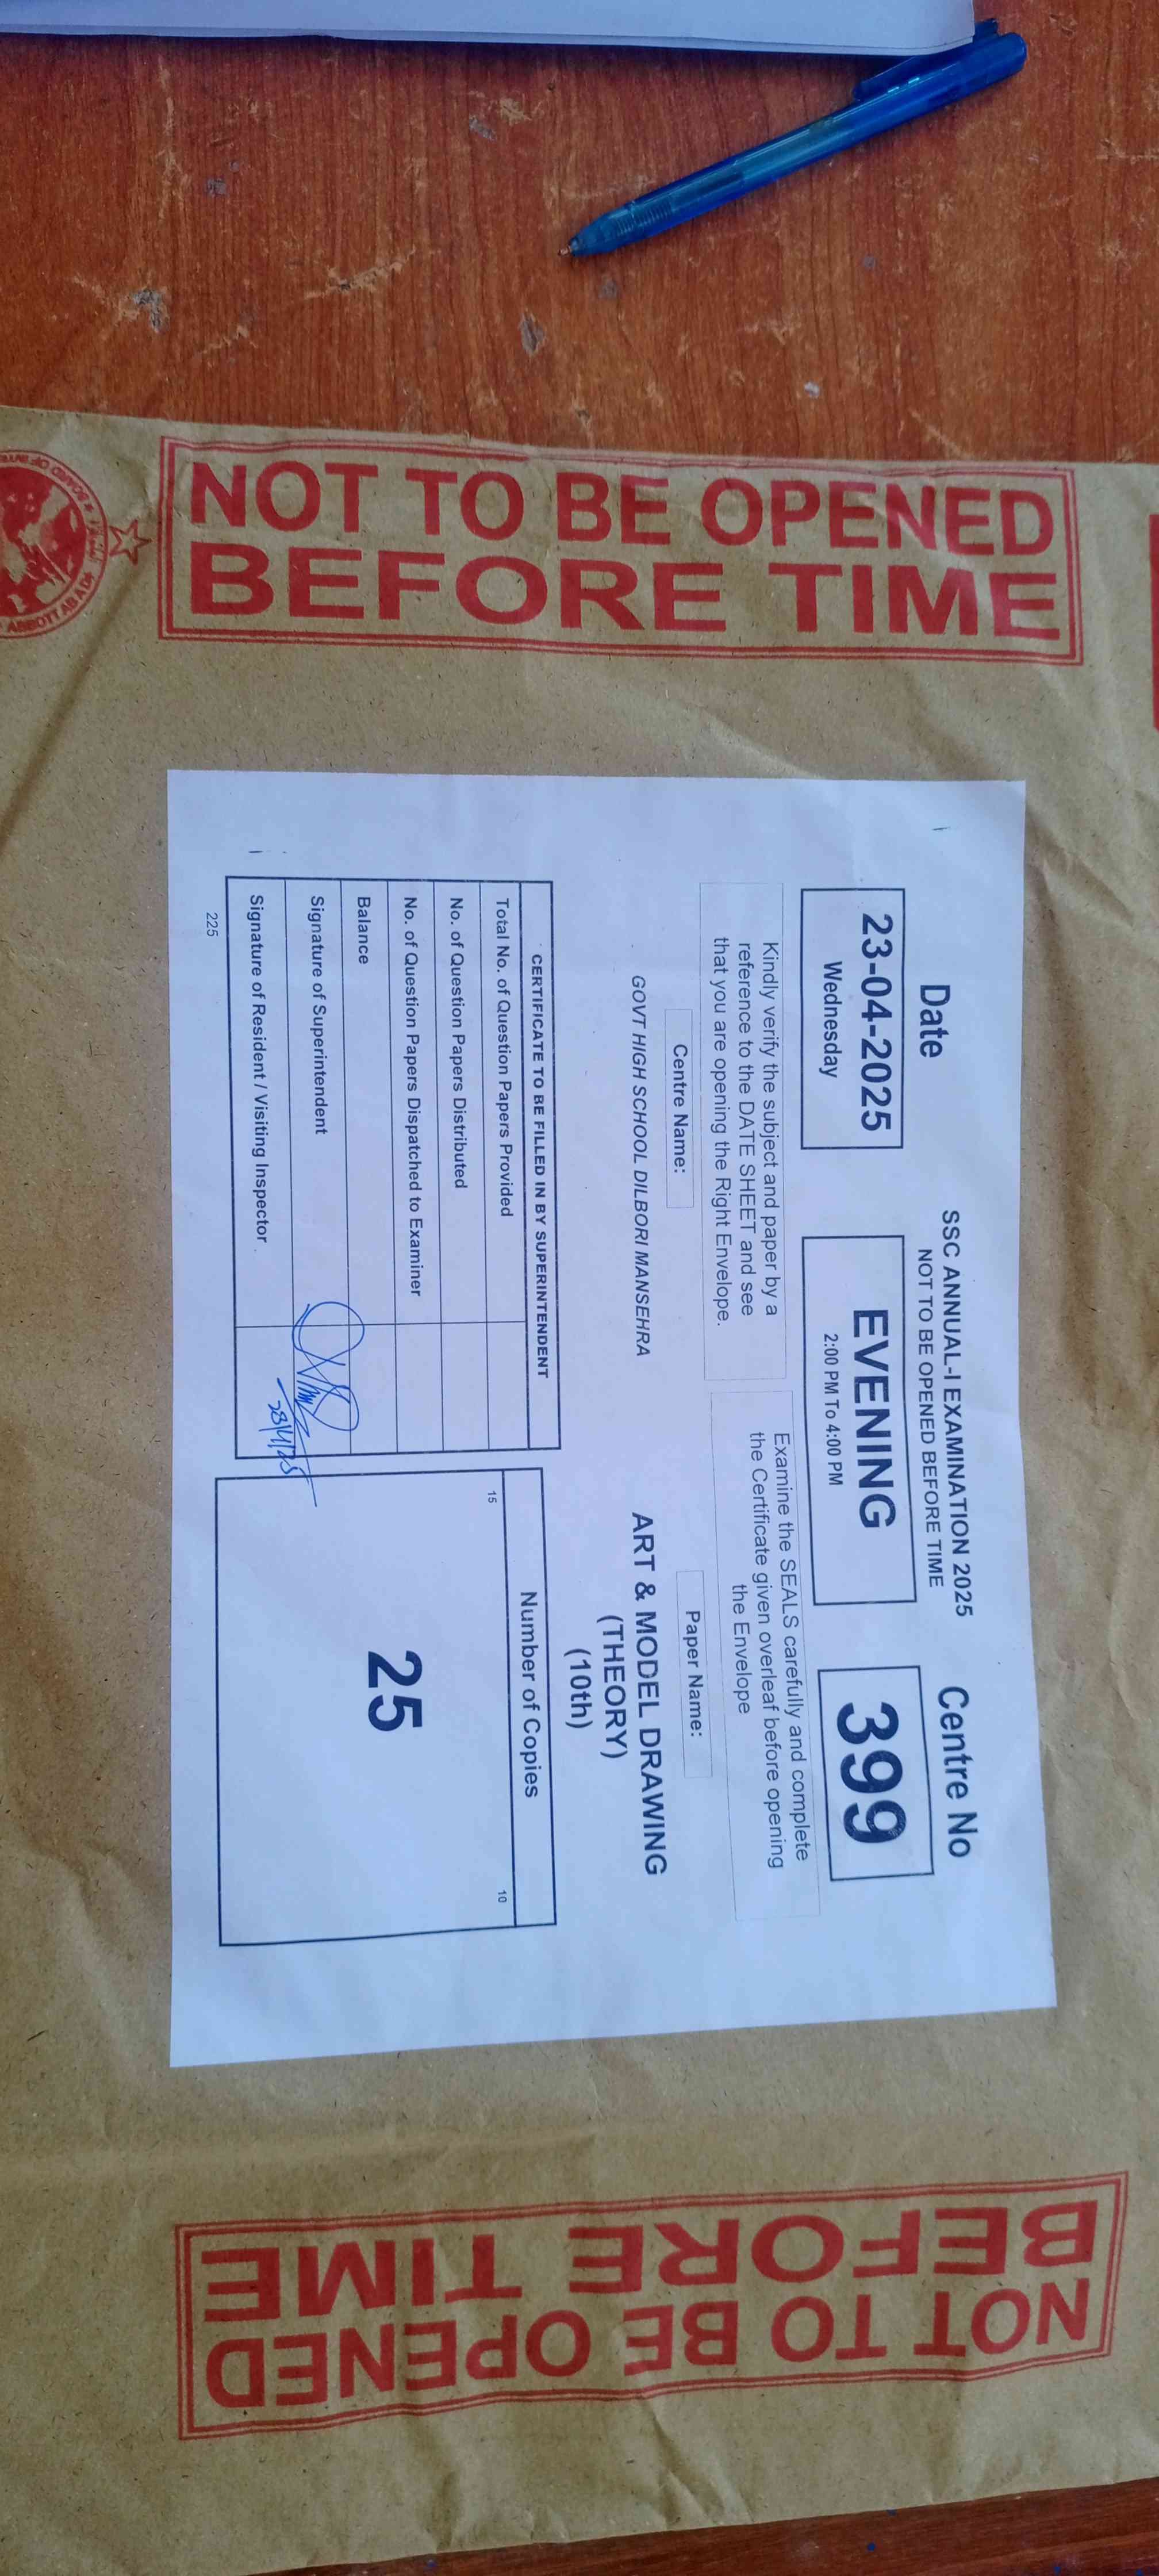 NOT TO BE OPENED
BEFORE TIME
SSC ANNUAL-I EXAMINATION 2025
NOT TO BE OPENED BEFORE TIME
Date
23-04-2025
Wednesday
EVENING
2:00 PM To 4:00 PM
Centre No
399
Kindly verify the subject and paper by a
reference to the DATE SHEET and see
that you are opening the Right Envelope.
Examine the SEALS carefully and complete
the Certificate given overleaf before opening
the Envelope
Centre Name:
GOVT HIGH SCHOOL DILBORI MANSEHRA
Paper Name:
ART & MODEL DRAWING
(THEORY)
(10th)
CERTIFICATE TO BE FILLED IN BY SUPERINTENDENT
Total No. of Question Papers Provided
No. of Question Papers Distributed
No. of Question Papers Dispatched to Examiner
Balance
Signature of Superintendent
Signature of Resident / Visiting Inspector
225
Number of Copies
15
10
25
NOT TO BE OPENED
BEFORE TIME